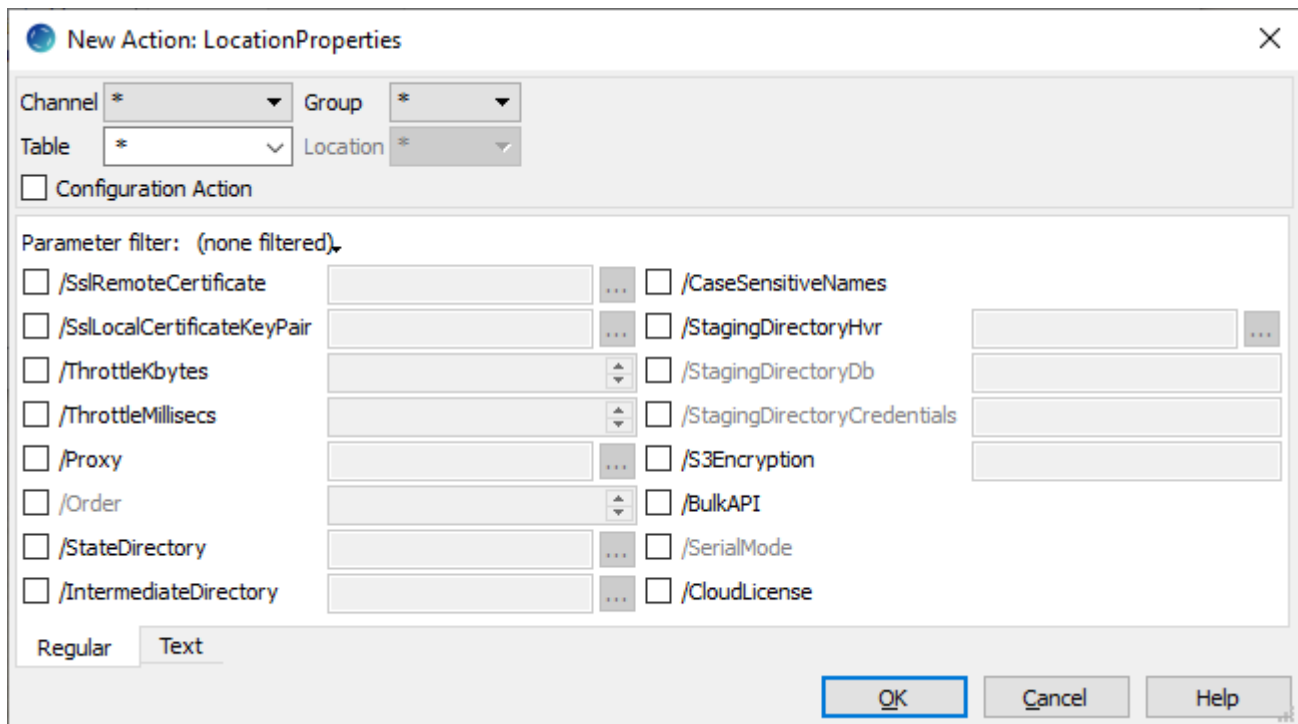 New Action: LocationProperties
Channel * Group *
Table * Location *
Configuration Action
Parameter filter: (none filtered)
/SslRemoteCertificate ... /CaseSensitiveNames
/SslLocalCertificateKeyPair ... /StagingDirectoryHvr ...
/ThrottleKbytes /StagingDirectoryDb
/ThrottleMillisecs /StagingDirectoryCredentials
/Proxy ... /S3Encryption
/Order /BulkAPI
/StateDirectory ... /SerialMode
/IntermediateDirectory ... /CloudLicense
Regular Text
OK Cancel Help